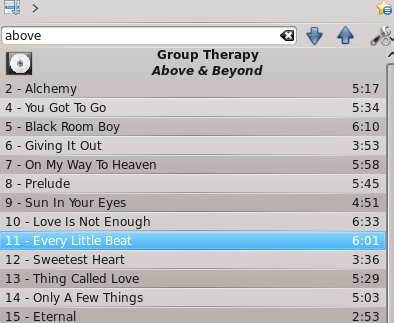 above
Group Therapy
Above & Beyond
2 - Alchemy 5:17
4 - You Got To Go 5:34
5 - Black Room Boy 6:10
6 - Giving It Out 3:53
7 - On My Way To Heaven 5:58
8 - Prelude 5:45
9 - Sun In Your Eyes 4:51
10 - Love Is Not Enough 6:33
11 - Every Little Beat 6:01
12 - Sweetest Heart 3:36
13 - Thing Called Love 5:29
14 - Only A Few Things 5:03
15 - Eternal 2:53